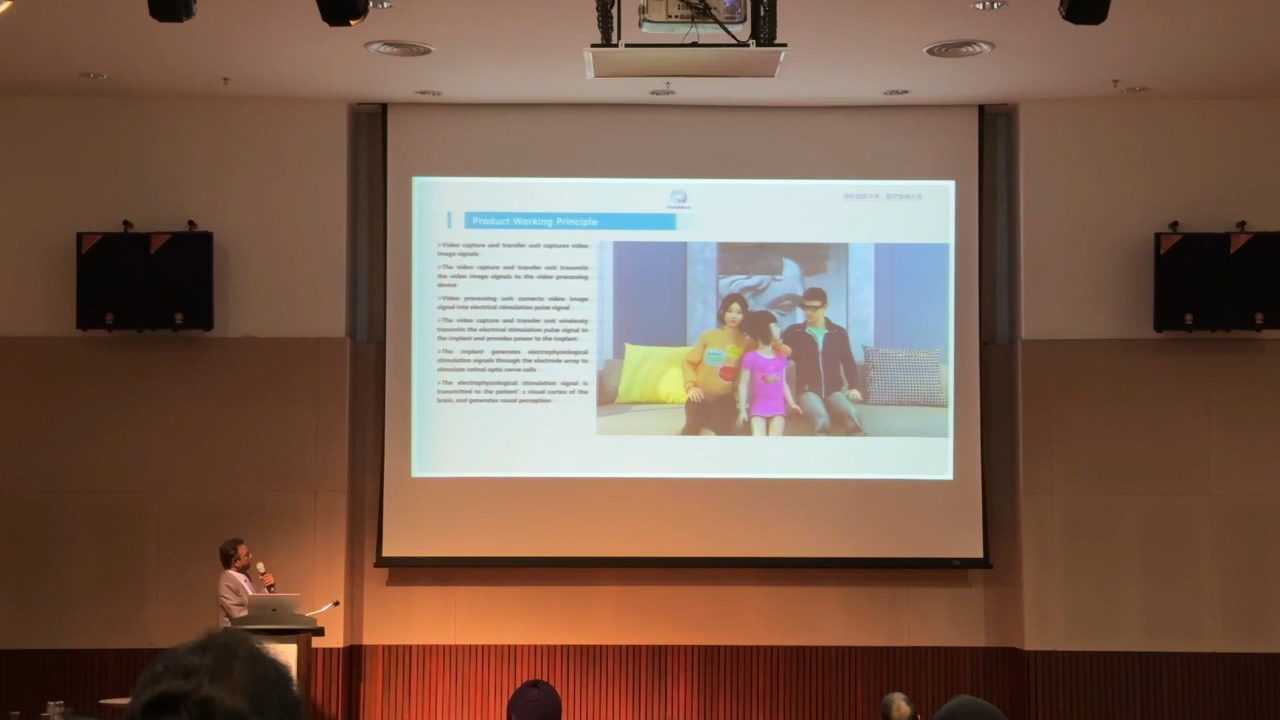 Product Working Principle
➢Video capture and transfer unit captures video
image signals
➢The video capture and transfer unit transmits
the video image signals to the video processing
device
➢Video processing unit converts video image
signal into electrical stimulation pulse signal
➢The video capture and transfer unit wirelessly
transmits the electrical stimulation pulse signal to
the implant and provides power to the implant
➢The implant generates electrophysiological
stimulation signals through the electrode array to
stimulate retinal optic nerve cells
➢The electrophysiological stimulation signal is
transmitted to the patient' s visual cortex of the
brain, and generates visual perception